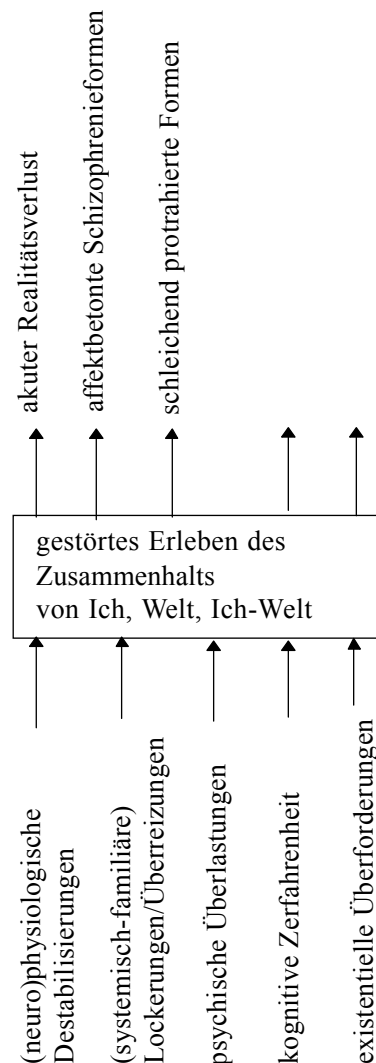 akuter Realitätsverlust
affektbetonte Schizophrenieformen
schleichend protrahierte Formen
gestörtes Erleben des
Zusammenhalts
von Ich, Welt, Ich-Welt
(neuro)physiologische
Destabilisierungen
(systemisch-familiäre)
Lockerungen/Überreizungen
psychische Überlastungen
kognitive Zerfahrenheit
existentielle Überforderungen